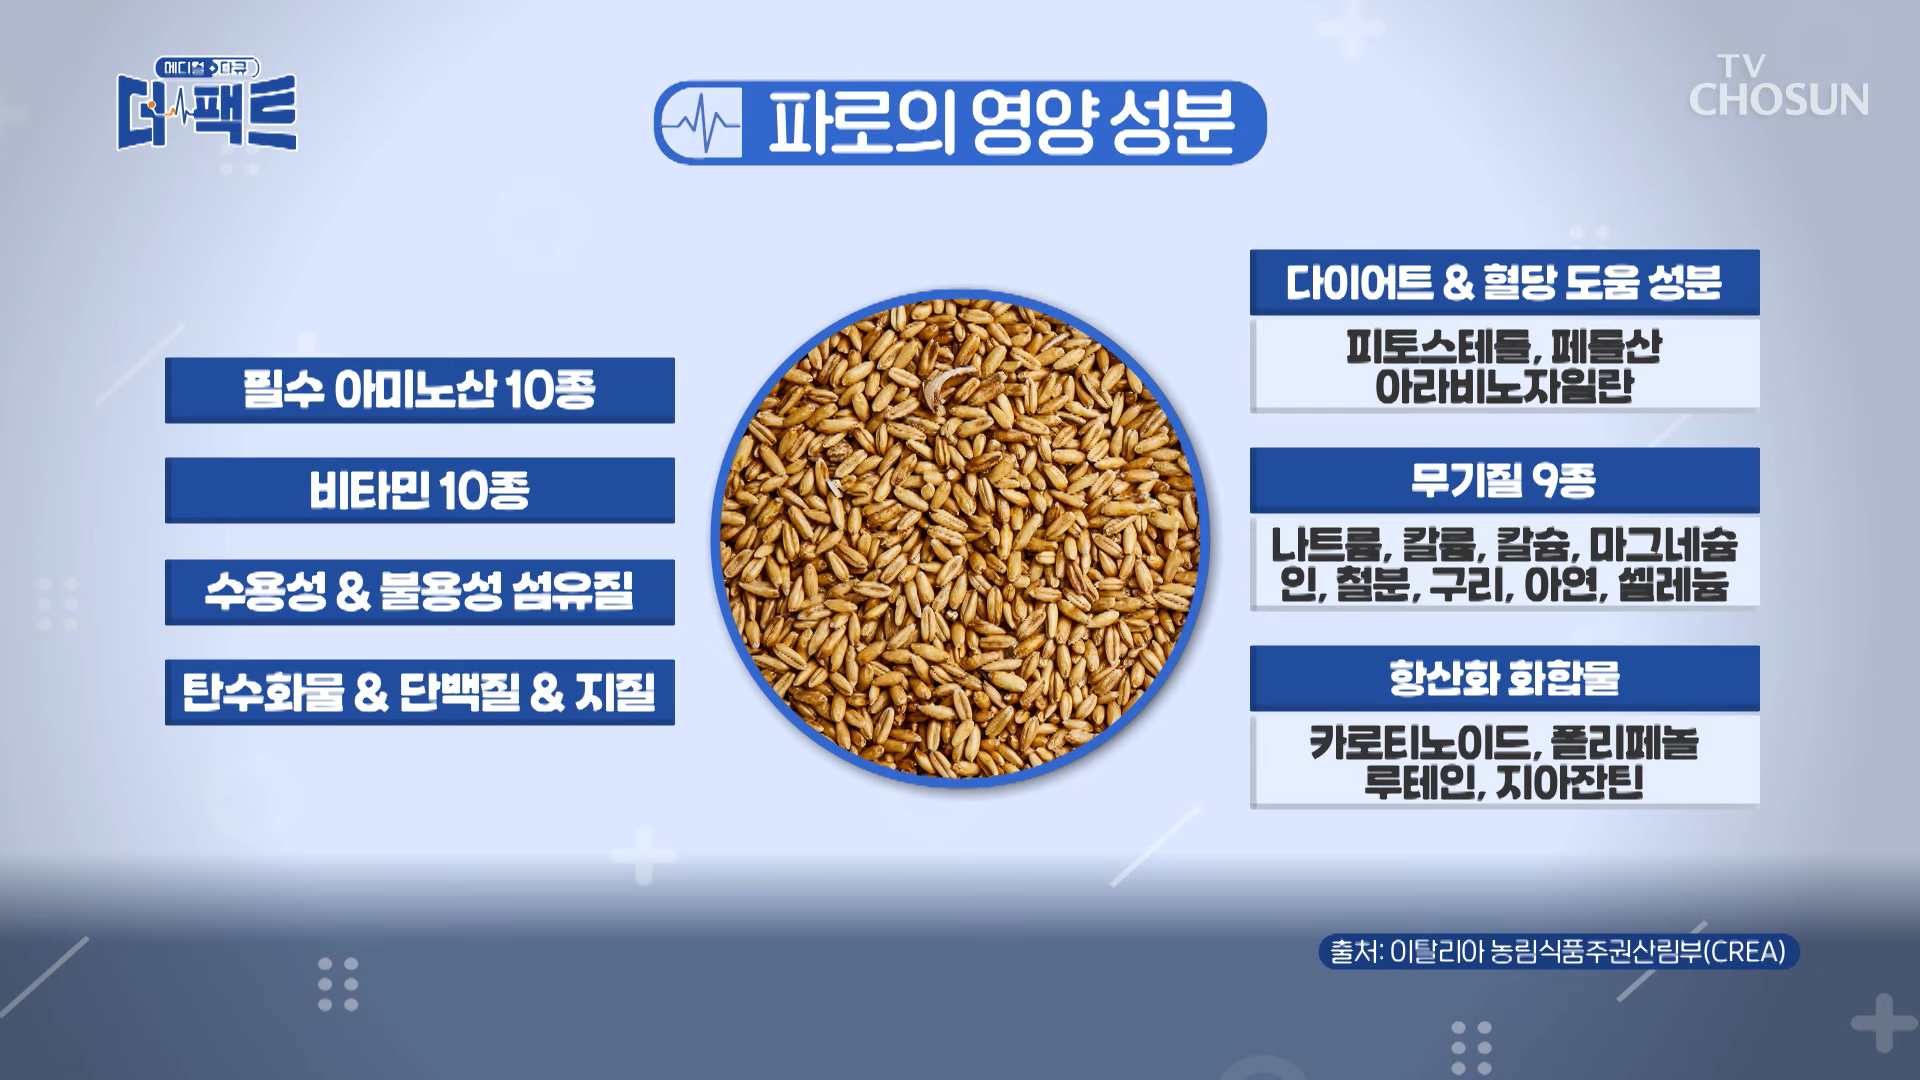 메디컬 다큐
더 팩트
TV
CHOSUN
파로의 영양 성분
필수 아미노산 10종
비타민 10종
수용성 & 불용성 섬유질
탄수화물 & 단백질 & 지질
다이어트 & 혈당 도움 성분
피토스테롤, 페룰산
아라비노자일란
무기질 9종
나트륨, 칼륨, 칼슘, 마그네슘
인, 철분, 구리, 아연, 셀레늄
항산화 화합물
카로티노이드, 폴리페놀
루테인, 지아잔틴
출처: 이탈리아 농림식품주권산림부(CREA)